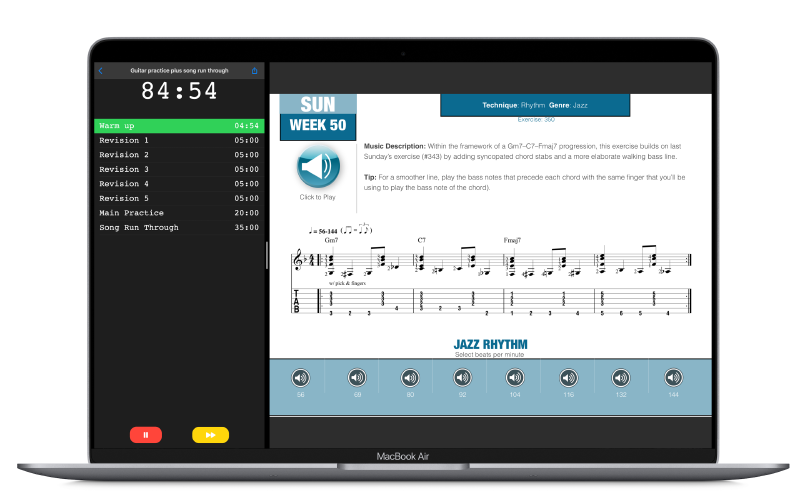 Guitar practice plus song run through
84:54
Warm up 04:54
Revision 1 05:00
Revision 2 05:00
Revision 3 05:00
Revision 4 05:00
Revision 5 05:00
Main Practice 20:00
Song Run Through 35:00
SUN
WEEK 50
Click to Play
Technique: Rhythm Genre: Jazz
Exercise: 350
Music Description: Within the framework of a Gm7–C7–Fmaj7 progression, this exercise builds on last
Sunday's exercise (#343) by adding syncopated chord stabs and a more elaborate walking bass line.
Tip: For a smoother line, play the bass notes that precede each chord with the same finger that you'll be
using to play the bass note of the chord).
♩ = 56-144
Gm7 C7 Fmaj7
w/ pick & fingers
T
A
B
JAZZ RHYTHM
Select beats per minute
56 69 80 92 104 116 132 144
MacBook Air